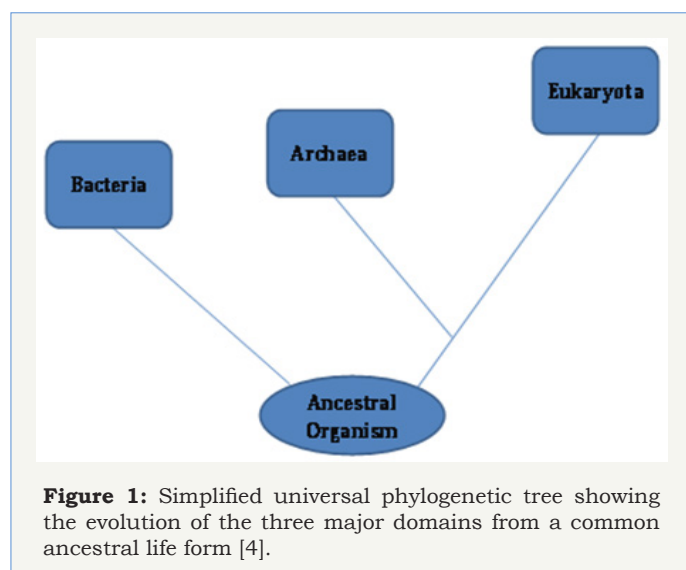 Eukaryota
Archaea
Bacteria
Ancestral
Organism
Figure 1: Simplified universal phylogenetic tree showing
the evolution of the three major domains from a common
ancestral life form [4].